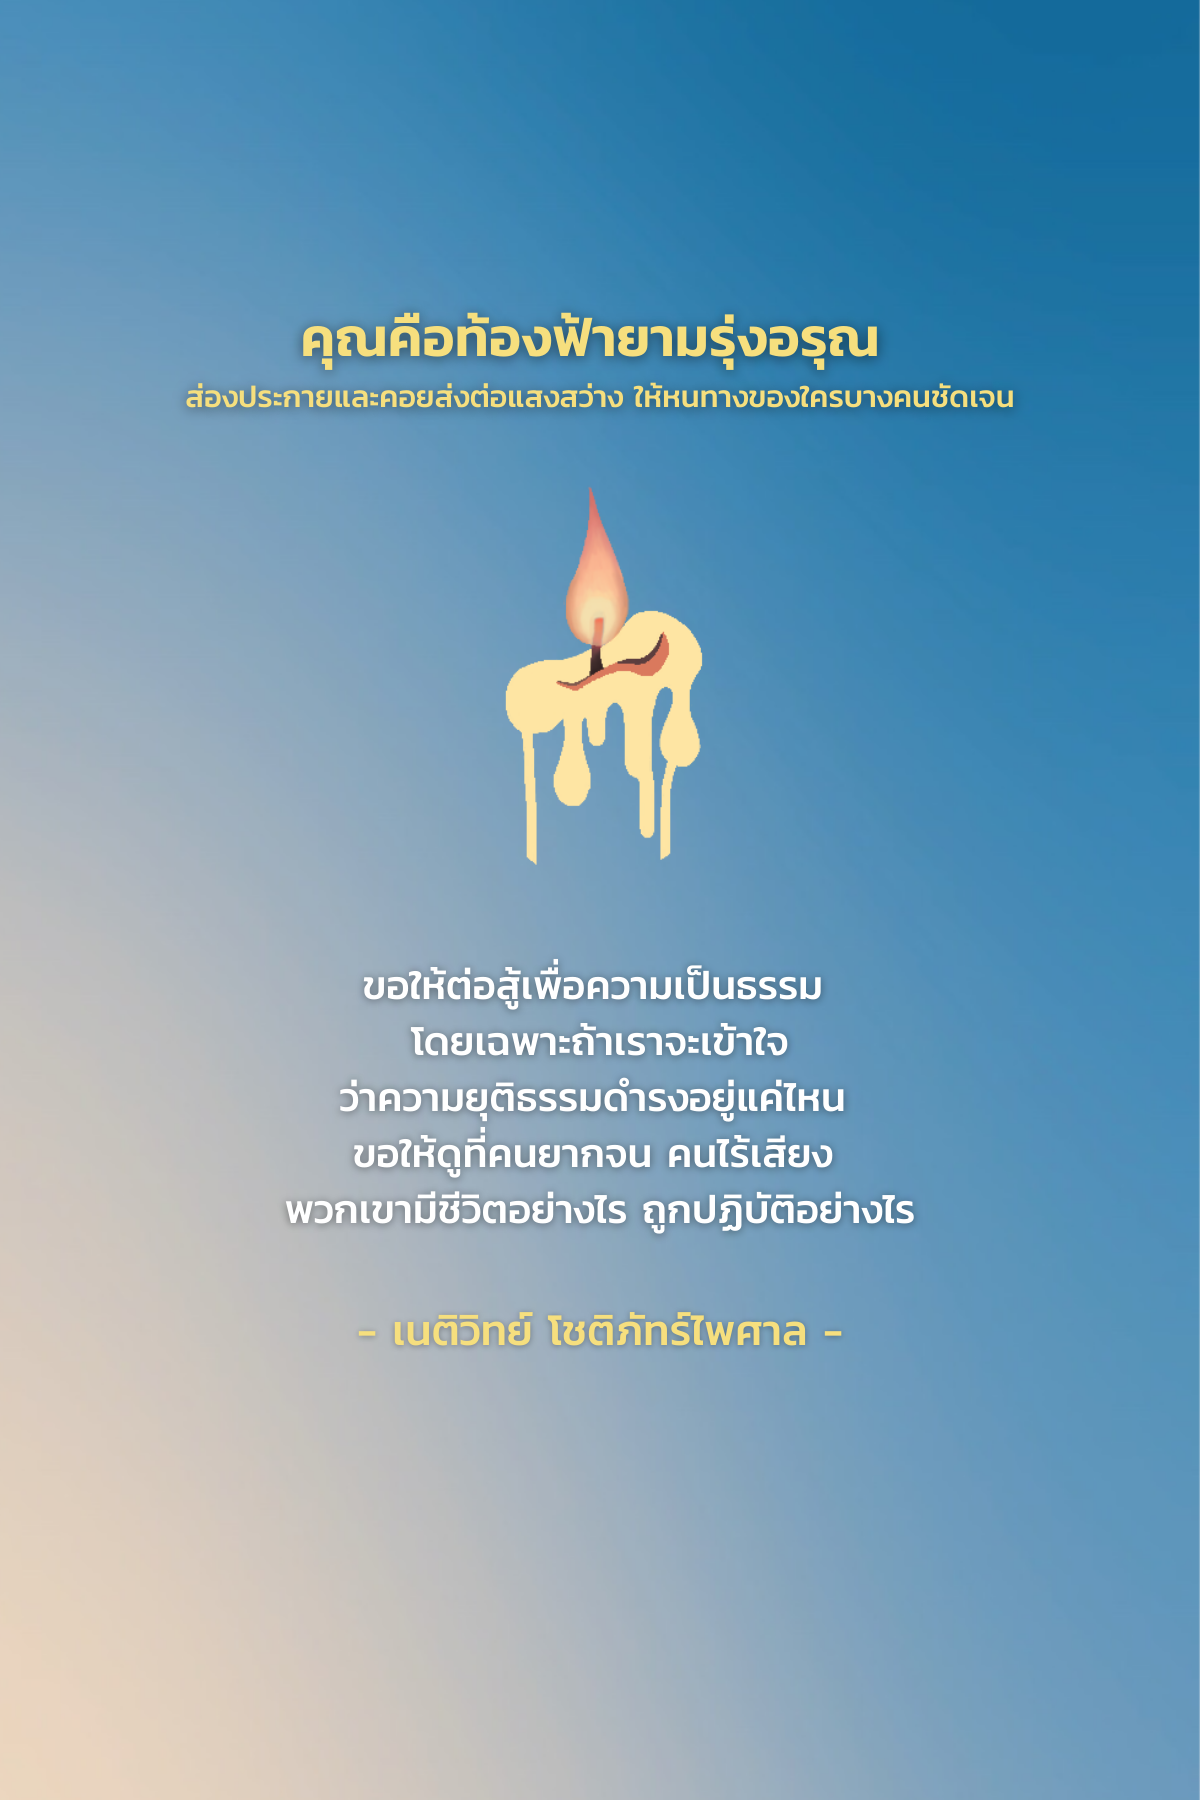 คุณคือท้องฟ้ายามรุ่งอรุณ
ส่องประกายและคอยส่งต่อแสงสว่าง ให้หนทางของใครบางคนชัดเจน
ขอให้ต่อสู้เพื่อความเป็นธรรม
โดยเฉพาะถ้าเราจะเข้าใจ
ว่าความยุติธรรมดำรงอยู่แค่ไหน
ขอให้ดูที่คนยากจน คนไร้เสียง
พวกเขามีชีวิตอย่างไร ถูกปฏิบัติอย่างไร
- เนติวิทย์ โชติภัทร์ไพศาล -